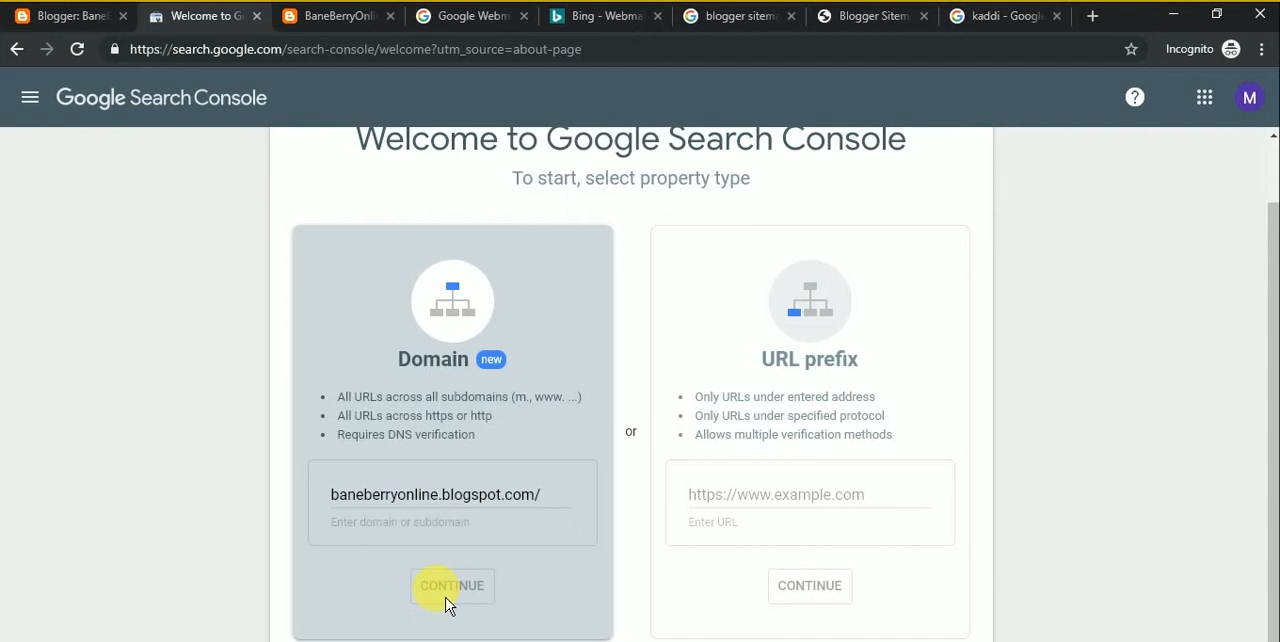 Blogger: Bane
Welcome to G
BaneBerryOnli
Google Webm
Bing - Webma
blogger sitema
Blogger Sitem
kaddi - Google
https://search.google.com/search-console/welcome?utm_source=about-page
Incognito
Google Search Console
?
M
Welcome to Google Search Console
To start, select property type
Domain new
All URLs across all subdomains (m., www. ...)
All URLs across https or http
Requires DNS verification
baneberryonline.blogspot.com/
Enter domain or subdomain
CONTINUE
or
URL prefix
Only URLs under entered address
Only URLs under specified protocol
Allows multiple verification methods
https://www.example.com
Enter URL
CONTINUE